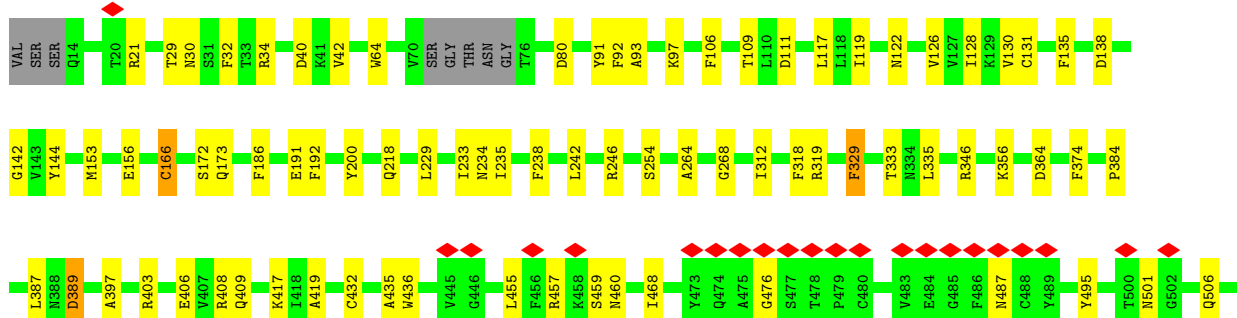 VAL SER SER Q14 T20 R21 T29 N30 S31 F32 T33 R34 D40 K41 V42 W64 V70 SER GLY THR ASN GLY T76 D80 Y91 F92 A93 K97 F106 T109 L110 D111 L117 L118 I119 N122 V126 V127 I128 K129 V130 C131 F135 D138
G142 V143 Y144 M153 E156 C166 S172 Q173 F186 E191 F192 Y200 Q218 L229 I233 N234 I235 F238 L242 R246 S254 A264 G268 I312 F318 R319 F329 T333 N334 L335 R346 K356 D364 F374 P384
L387 N388 D389 A397 R403 E406 V407 R408 Q409 K417 I418 A419 C432 A435 W436 V445 G446 L455 F456 R457 K458 S459 N460 I468 Y473 Q474 A475 G476 S477 T478 P479 C480 V483 E484 G485 F486 N487 C488 Y489 Y495 T500 N501 G502 Q506